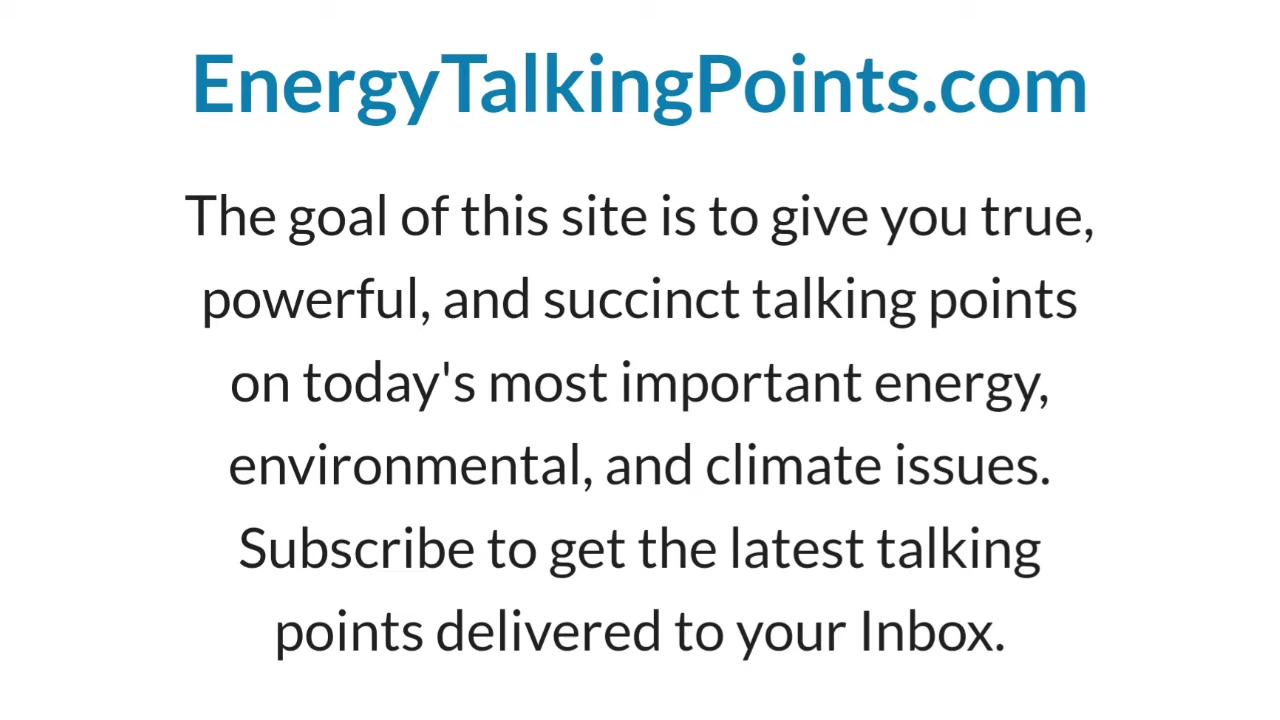 EnergyTalkingPoints.com
The goal of this site is to give you true,
powerful, and succinct talking points
on today's most important energy,
environmental, and climate issues.
Subscribe to get the latest talking
points delivered to your Inbox.